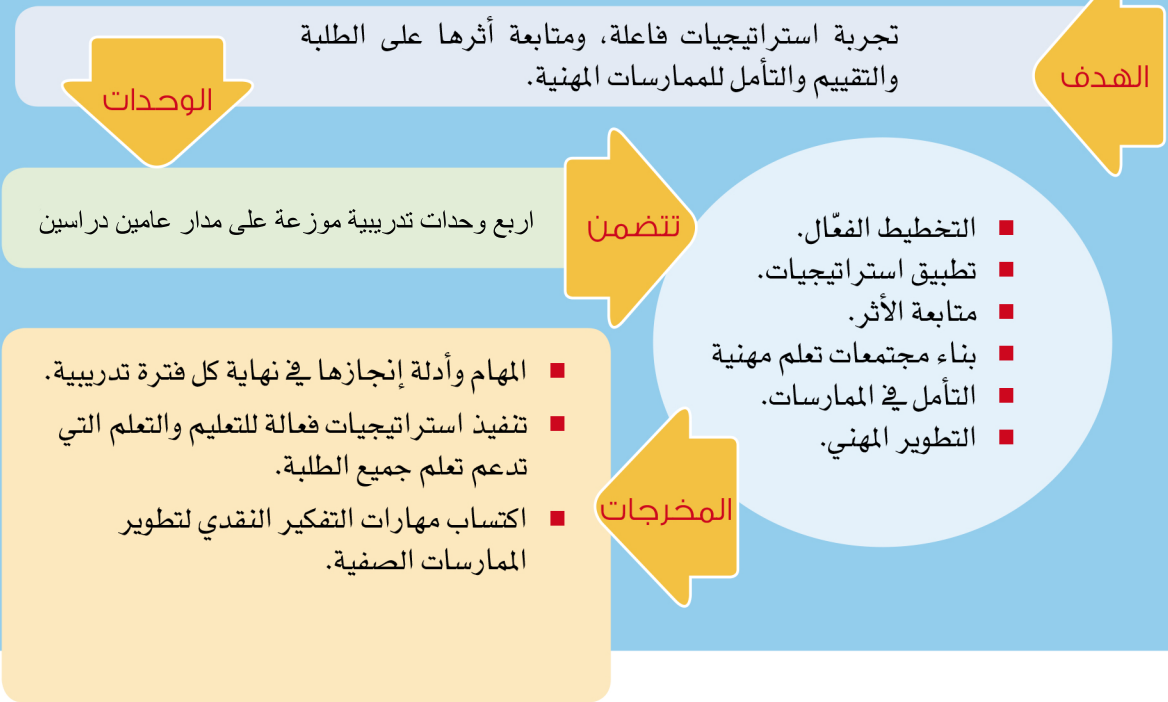 الهدف
تجربة استراتيجيات فاعلة، ومتابعة أثرها على الطلبة
والتقييم والتأمل للممارسات المهنية.
الوحدات
اربع وحدات تدريبية موزعة على مدار عامين دراسين
تتضمن
التخطيط الفعّال.
تطبيق استراتيجيات.
متابعة الأثر.
بناء مجتمعات تعلم مهنية
التأمل في الممارسات.
التطوير المهني.
المخرجات
المهام وأدلة إنجازها في نهاية كل فترة تدريبية.
تنفيذ استراتيجيات فعالة للتعليم والتعلم التي
تدعم تعلم جميع الطلبة.
اكتساب مهارات التفكير النقدي لتطوير
الممارسات الصفية.